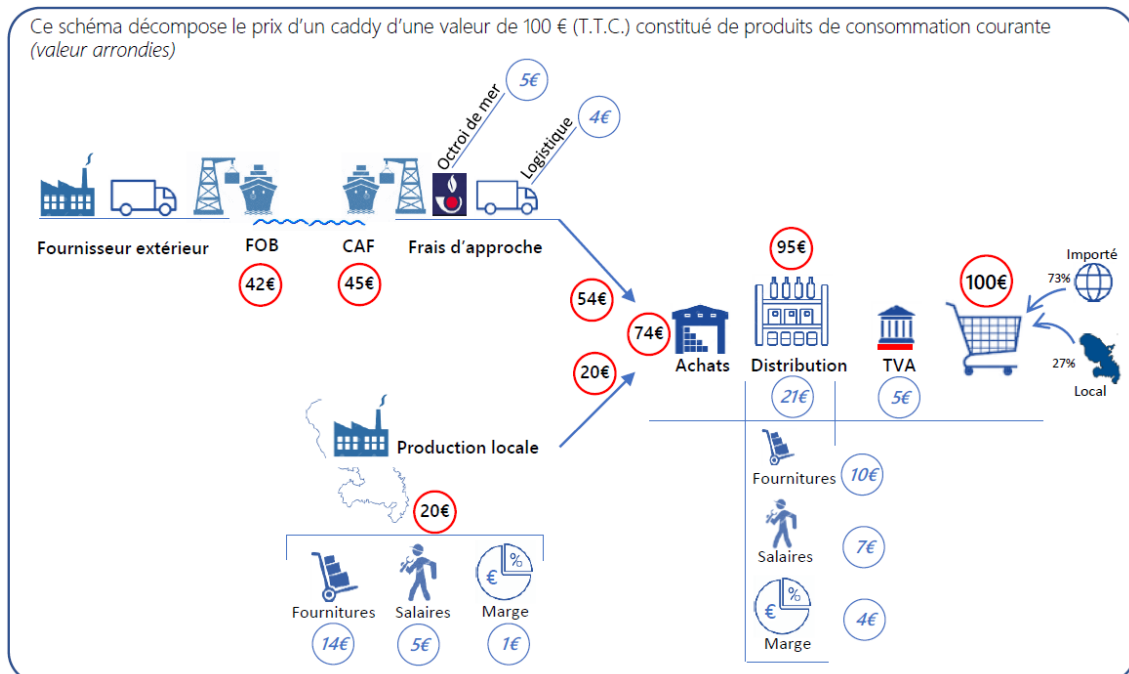 Ce schéma décompose le prix d'un caddy d'une valeur de 100 € (T.T.C.) constitué de produits de consommation courante
(valeur arrondies)
Octroi de mer
5€
Logistique
4€
Fournisseur extérieur
FOB
CAF
Frais d'approche
42€
45€
54€
74€
20€
Achats
95€
Distribution
21€
TVA
5€
100€
Importé
73%
27%
Local
Production locale
20€
Fournitures
Salaires
Marge
€
%
14€
5€
1€
Fournitures
10€
Salaires
7€
€
%
Marge
4€